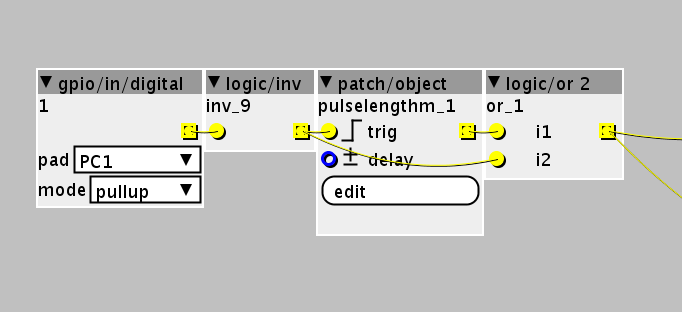 gpio/in/digital
1
pad PC1
mode pullup
logic/inv
inv_9
patch/object
pulselengthm_1
trig
delay
edit
logic/or 2
or_1
i1
i2